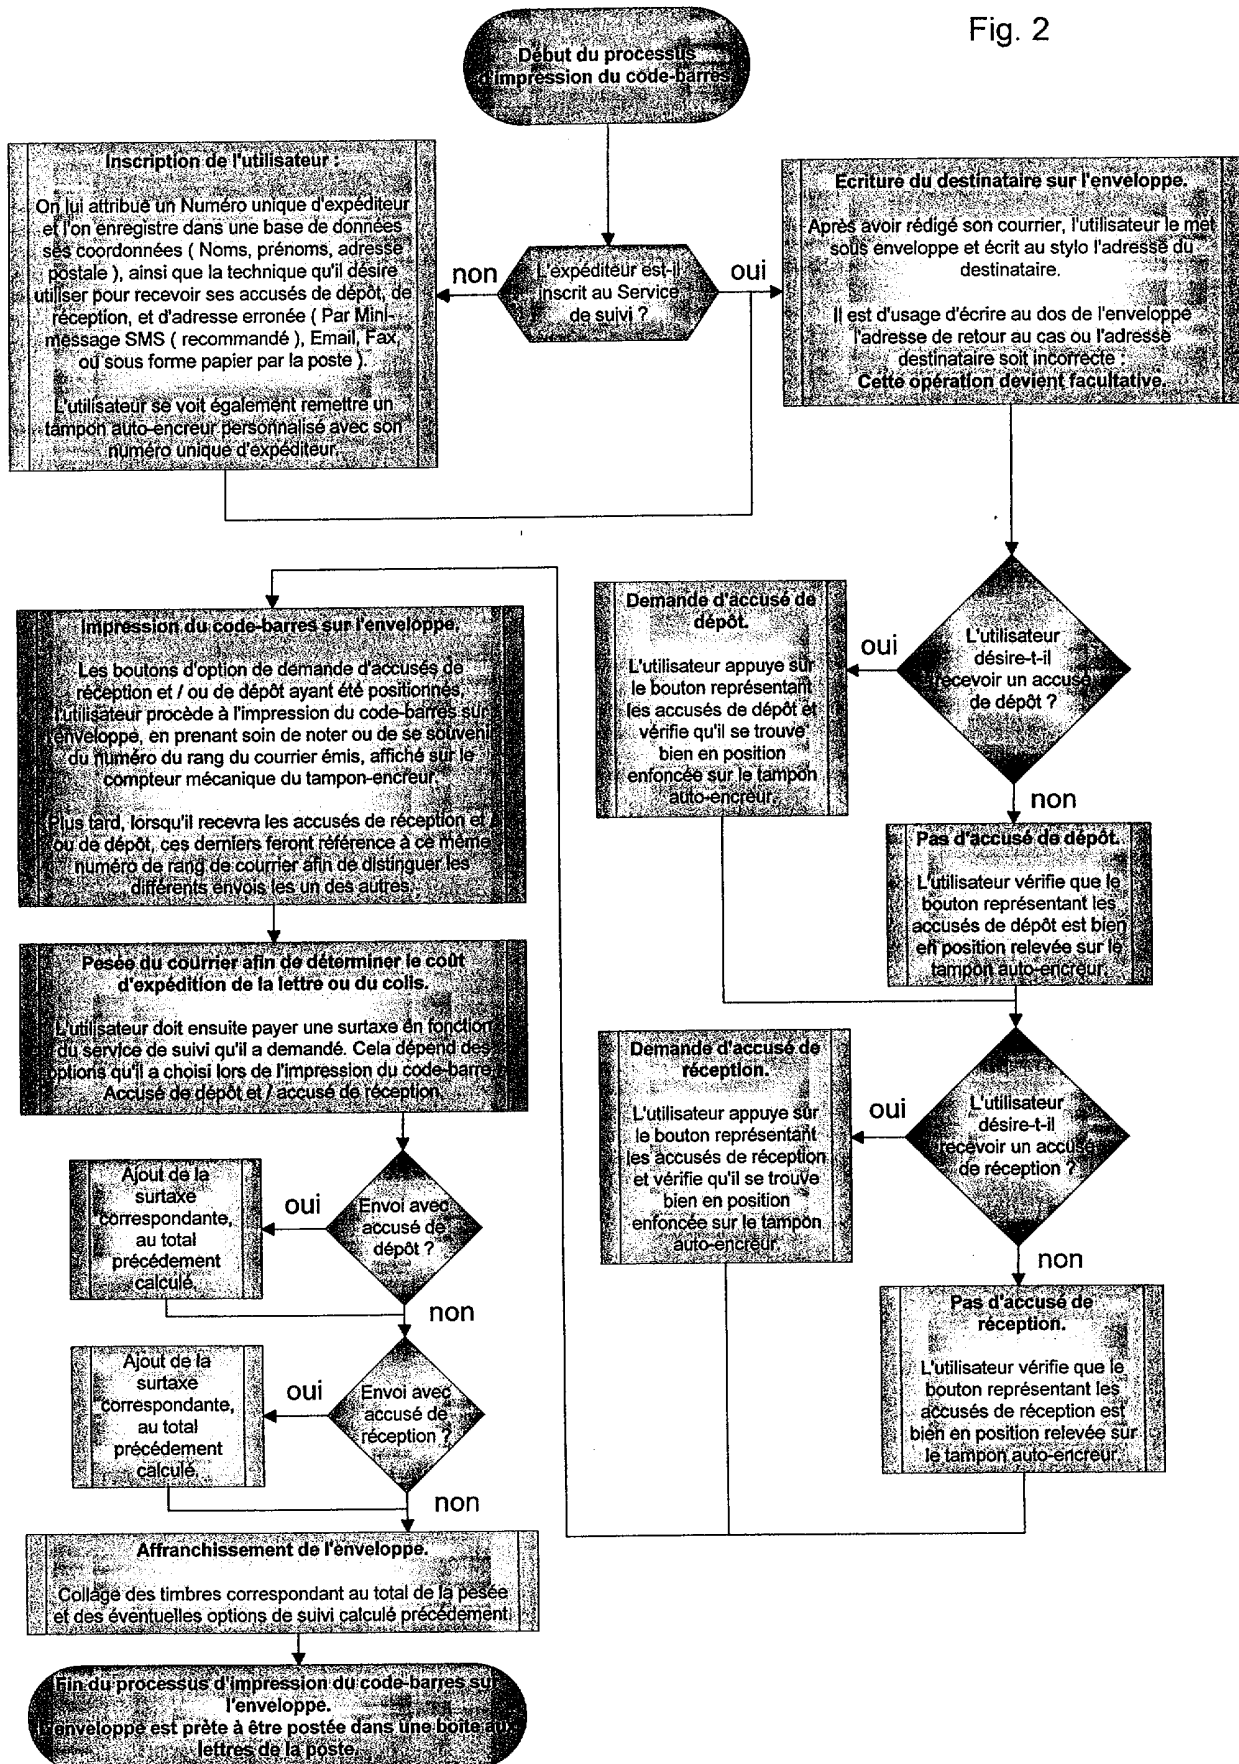 Fig. 2
Début du processus
d'impression du code-barres
Inscription de l'utilisateur :
On lui attribue un Numéro unique d'expéditeur
et l'on enregistre dans une base de données
ses coordonnées ( Noms, prénoms, adresse
postale ), ainsi que la technique qu'il désire
utiliser pour recevoir ses accusés de dépôt, de
réception, et d'adresse erronée ( Par Mini-
message SMS ( recommandé ), Email, Fax,
ou sous forme papier par la poste ).
L'utilisateur se voit également remettre un
tampon auto-encreur personnalisé avec son
numéro unique d'expéditeur.
non
L'expéditeur est-il
inscrit au Service
de suivi ?
oui
Ecriture du destinataire sur l'enveloppe.
Après avoir rédigé son courrier, l'utilisateur le met
sous enveloppe et écrit au stylo l'adresse du
destinataire.
Il est d'usage d'écrire au dos de l'enveloppe
l'adresse de retour au cas ou l'adresse
destinataire soit incorrecte :
Cette opération devient facultative.
L'utilisateur
désire-t-il
recevoir un accusé
de dépôt ?
oui
Demande d'accusé de
dépôt.
L'utilisateur appuye sur
le bouton représentant
les accusés de dépôt et
vérifie qu'il se trouve
bien en position
enfoncée sur le tampon
auto-encreur.
non
Pas d'accusé de dépôt.
L'utilisateur vérifie que le
bouton représentant les
accusés de dépôt est bien
en position relevée sur le
tampon auto-encreur.
L'utilisateur
désire-t-il
recevoir un accusé
de réception ?
oui
Demande d'accusé de
réception.
L'utilisateur appuye sur
le bouton représentant
les accusés de réception
et vérifie qu'il se trouve
bien en position
enfoncée sur le tampon
auto-encreur.
non
Pas d'accusé de
réception.
L'utilisateur vérifie que le
bouton représentant les
accusés de réception est
bien en position relevée sur
le tampon auto-encreur.
Impression du code-barres sur l'enveloppe.
Les boutons d'option de demande d'accusés de
réception et / ou de dépôt ayant été positionnés,
l'utilisateur procède à l'impression du code-barres sur
l'enveloppe, en prenant soin de noter ou de se souvenir
du numéro du rang du courrier émis, affiché sur le
compteur mécanique du tampon-encreur.
Plus tard, lorsqu'il recevra les accusés de réception et /
ou de dépôt, ces derniers feront référence à ce même
numéro de rang de courrier afin de distinguer les
différents envois les un des autres.
Pesée du courrier afin de déterminer le coût
d'expédition de la lettre ou du colis.
L'utilisateur doit ensuite payer une surtaxe en fonction
du service de suivi qu'il a demandé. Cela dépend des
options qu'il a choisi lors de l'impression du code-barre
Accusé de dépôt et / accusé de réception.
Envoi avec
accusé de
dépôt ?
oui
Ajout de la
surtaxe
correspondante,
au total
précédement
calculé.
non
Envoi avec
accusé de
réception ?
oui
Ajout de la
surtaxe
correspondante,
au total
précédement
calculé.
non
Affranchissement de l'enveloppe.
Collage des timbres correspondant au total de la pesée
et des éventuelles options de suivi calculé précédement.
Fin du processus d'impression du code-barres sur
l'enveloppe.
L'enveloppe est prète à être postée dans une boite aux
lettres de la poste.